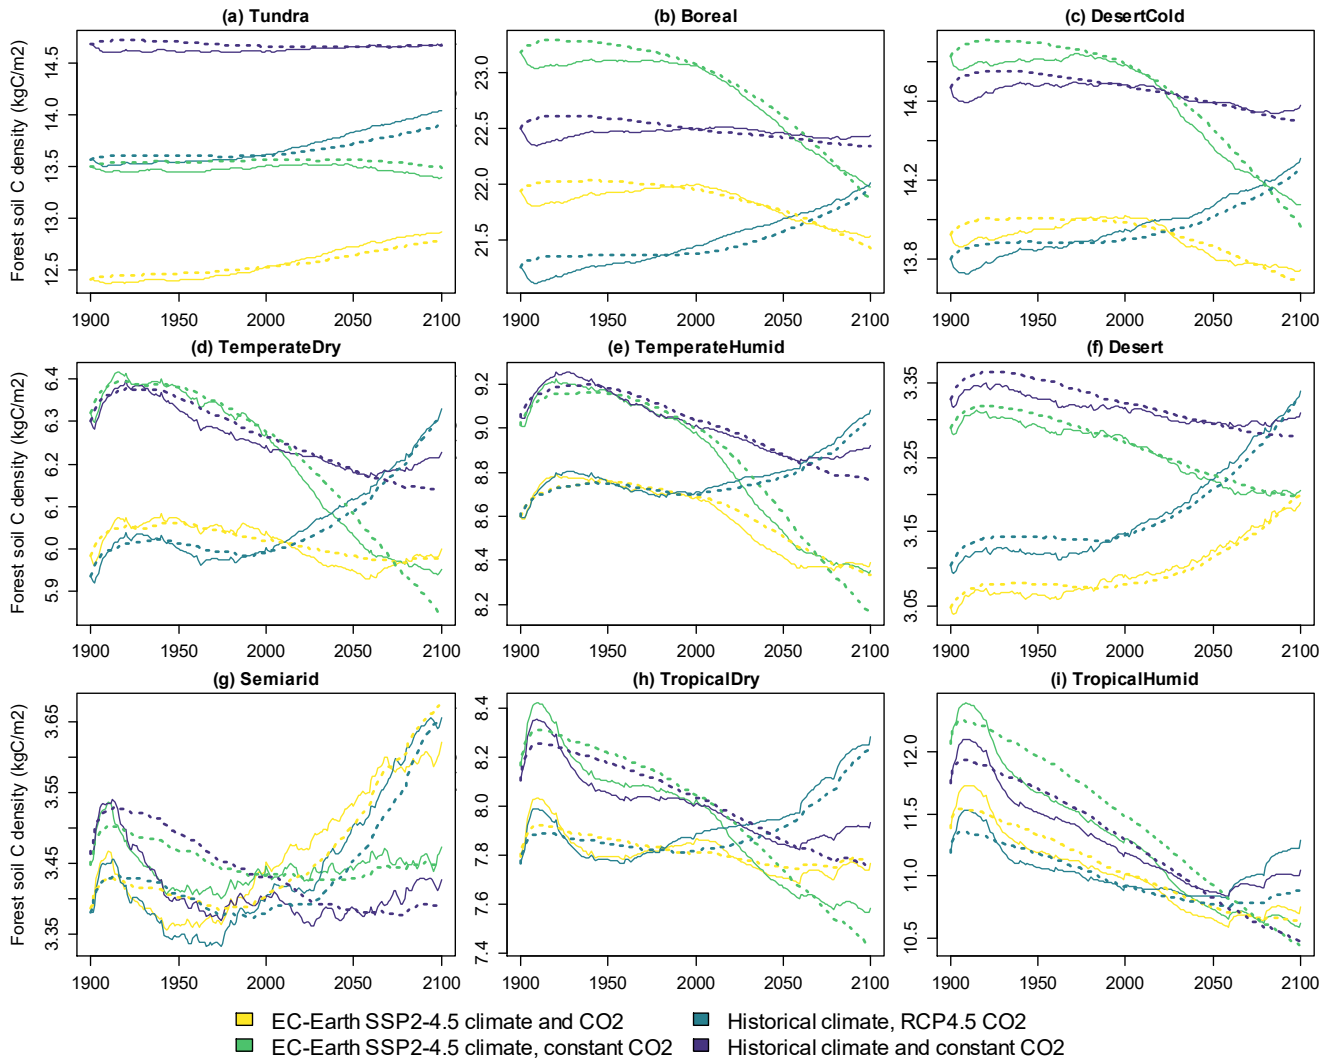 (a) Tundra
(b) Boreal
(c) DesertCold
Forest soil C density (kgC/m2)
14.5
14.0
13.5
13.0
12.5
23.0
22.5
22.0
21.5
14.6
14.2
13.8
1900 1950 2000 2050 2100
1900 1950 2000 2050 2100
1900 1950 2000 2050 2100
(d) TemperateDry
(e) TemperateHumid
(f) Desert
Forest soil C density (kgC/m2)
6.4
6.3
6.2
6.1
6.0
5.9
9.2
9.0
8.8
8.6
8.4
8.2
3.35
3.25
3.15
3.05
1900 1950 2000 2050 2100
1900 1950 2000 2050 2100
1900 1950 2000 2050 2100
(g) Semiarid
(h) TropicalDry
(i) TropicalHumid
Forest soil C density (kgC/m2)
3.65
3.55
3.45
3.35
8.4
8.2
8.0
7.8
7.6
7.4
12.0
11.5
11.0
10.5
1900 1950 2000 2050 2100
1900 1950 2000 2050 2100
1900 1950 2000 2050 2100
EC-Earth SSP2-4.5 climate and CO2
Historical climate, RCP4.5 CO2
EC-Earth SSP2-4.5 climate, constant CO2
Historical climate and constant CO2